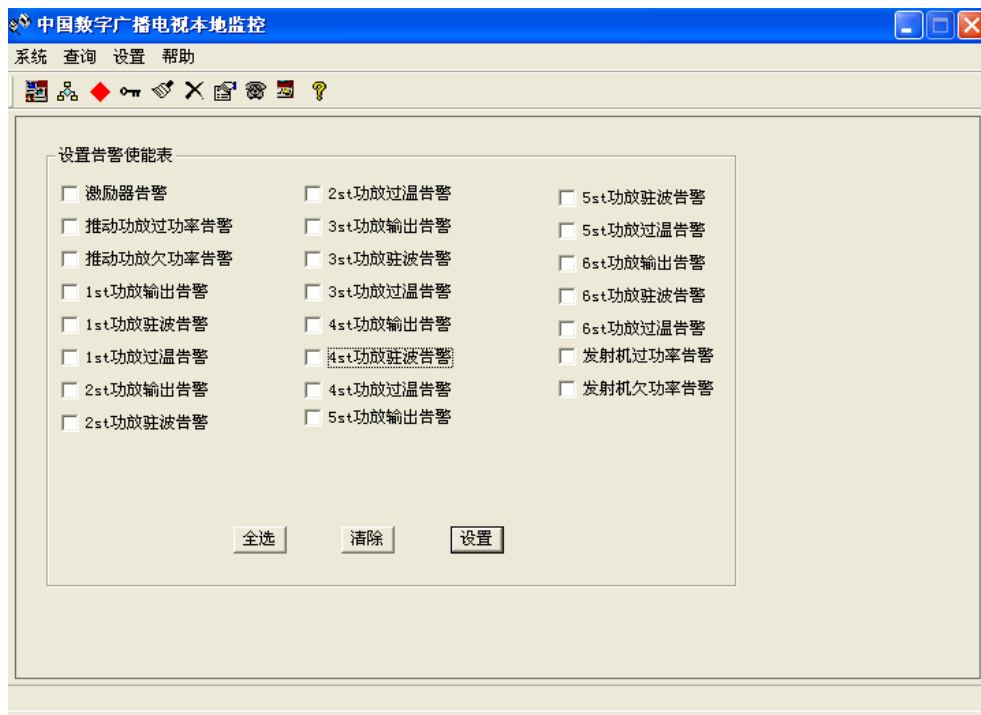 中国数字广播电视本地监控
系统 查询 设置 帮助
设置告警使能表
激励器告警
推动功放过功率告警
推动功放欠功率告警
1st功放输出告警
1st功放驻波告警
1st功放过温告警
2st功放输出告警
2st功放驻波告警
2st功放过温告警
3st功放输出告警
3st功放驻波告警
3st功放过温告警
4st功放输出告警
4st功放驻波告警
4st功放过温告警
5st功放输出告警
5st功放驻波告警
5st功放过温告警
6st功放输出告警
6st功放驻波告警
6st功放过温告警
发射机过功率告警
发射机欠功率告警
全选 清除 设置